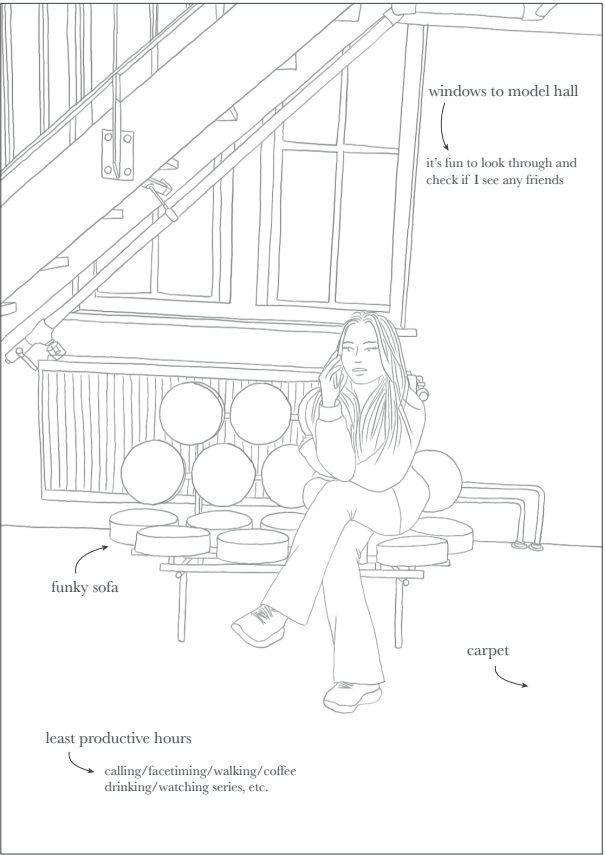 windows to model hall
it’s fun to look through and
check if I see any friends
funky sofa
carpet
least productive hours
calling/facetiming/walking/coffee
drinking/watching series, etc.